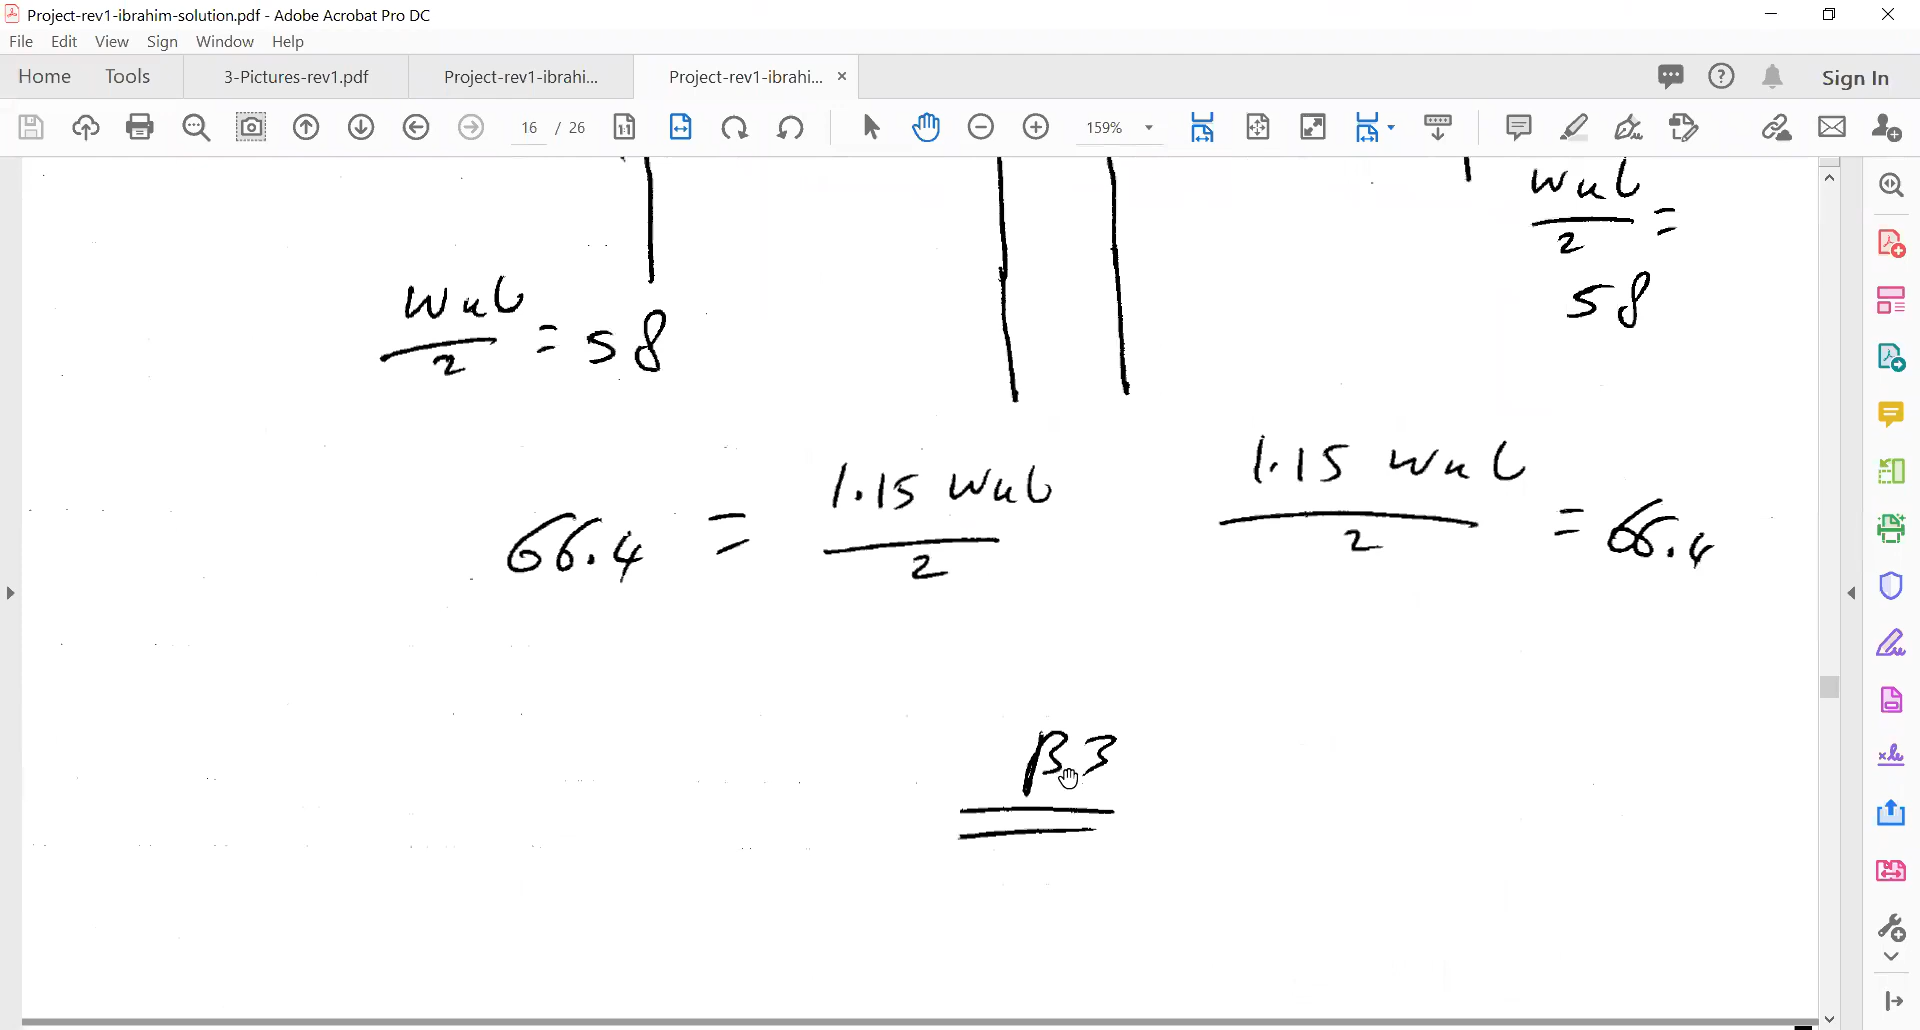 Project-rev1-ibrahim-solution.pdf - Adobe Acrobat Pro DC
File Edit View Sign Window Help
Home Tools 3-Pictures-rev1.pdf Project-rev1-ibrahi... Project-rev1-ibrahi... × Sign In
16 / 26 159%
Wul/2 =
58
Wul/2 = 58
66.4 = 1.15 Wul/2
1.15 Wul/2 = 66.4
β3